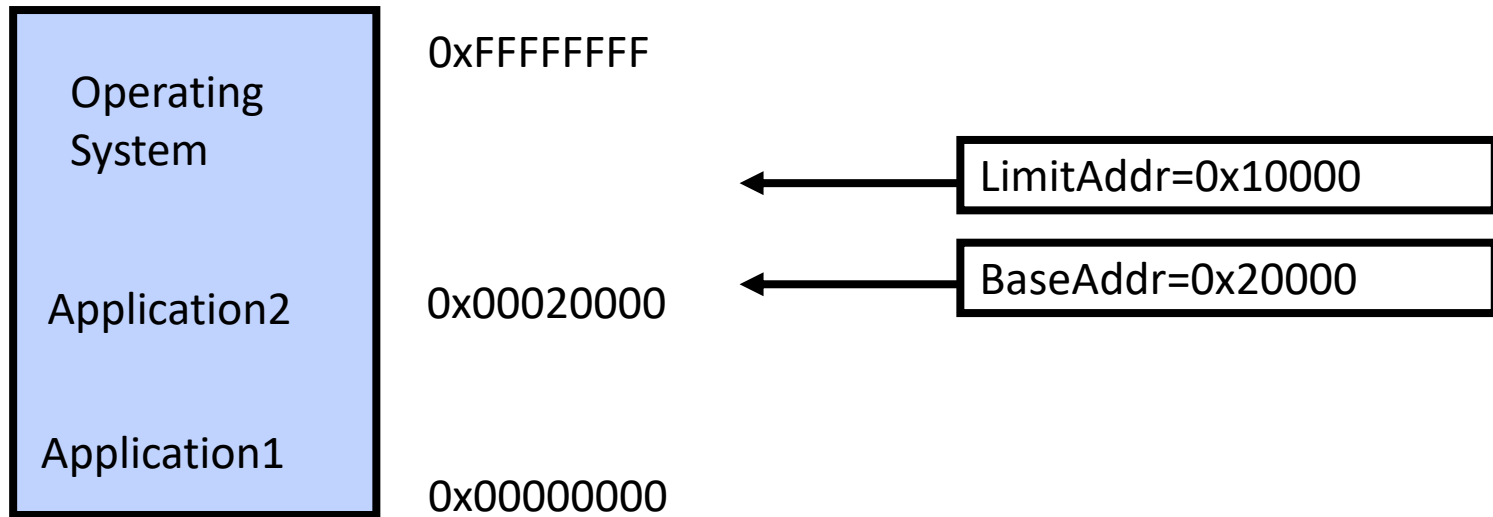 Operating
System
0xFFFFFFFF
LimitAddr=0x10000
BaseAddr=0x20000
Application2
0x00020000
Application1
0x00000000